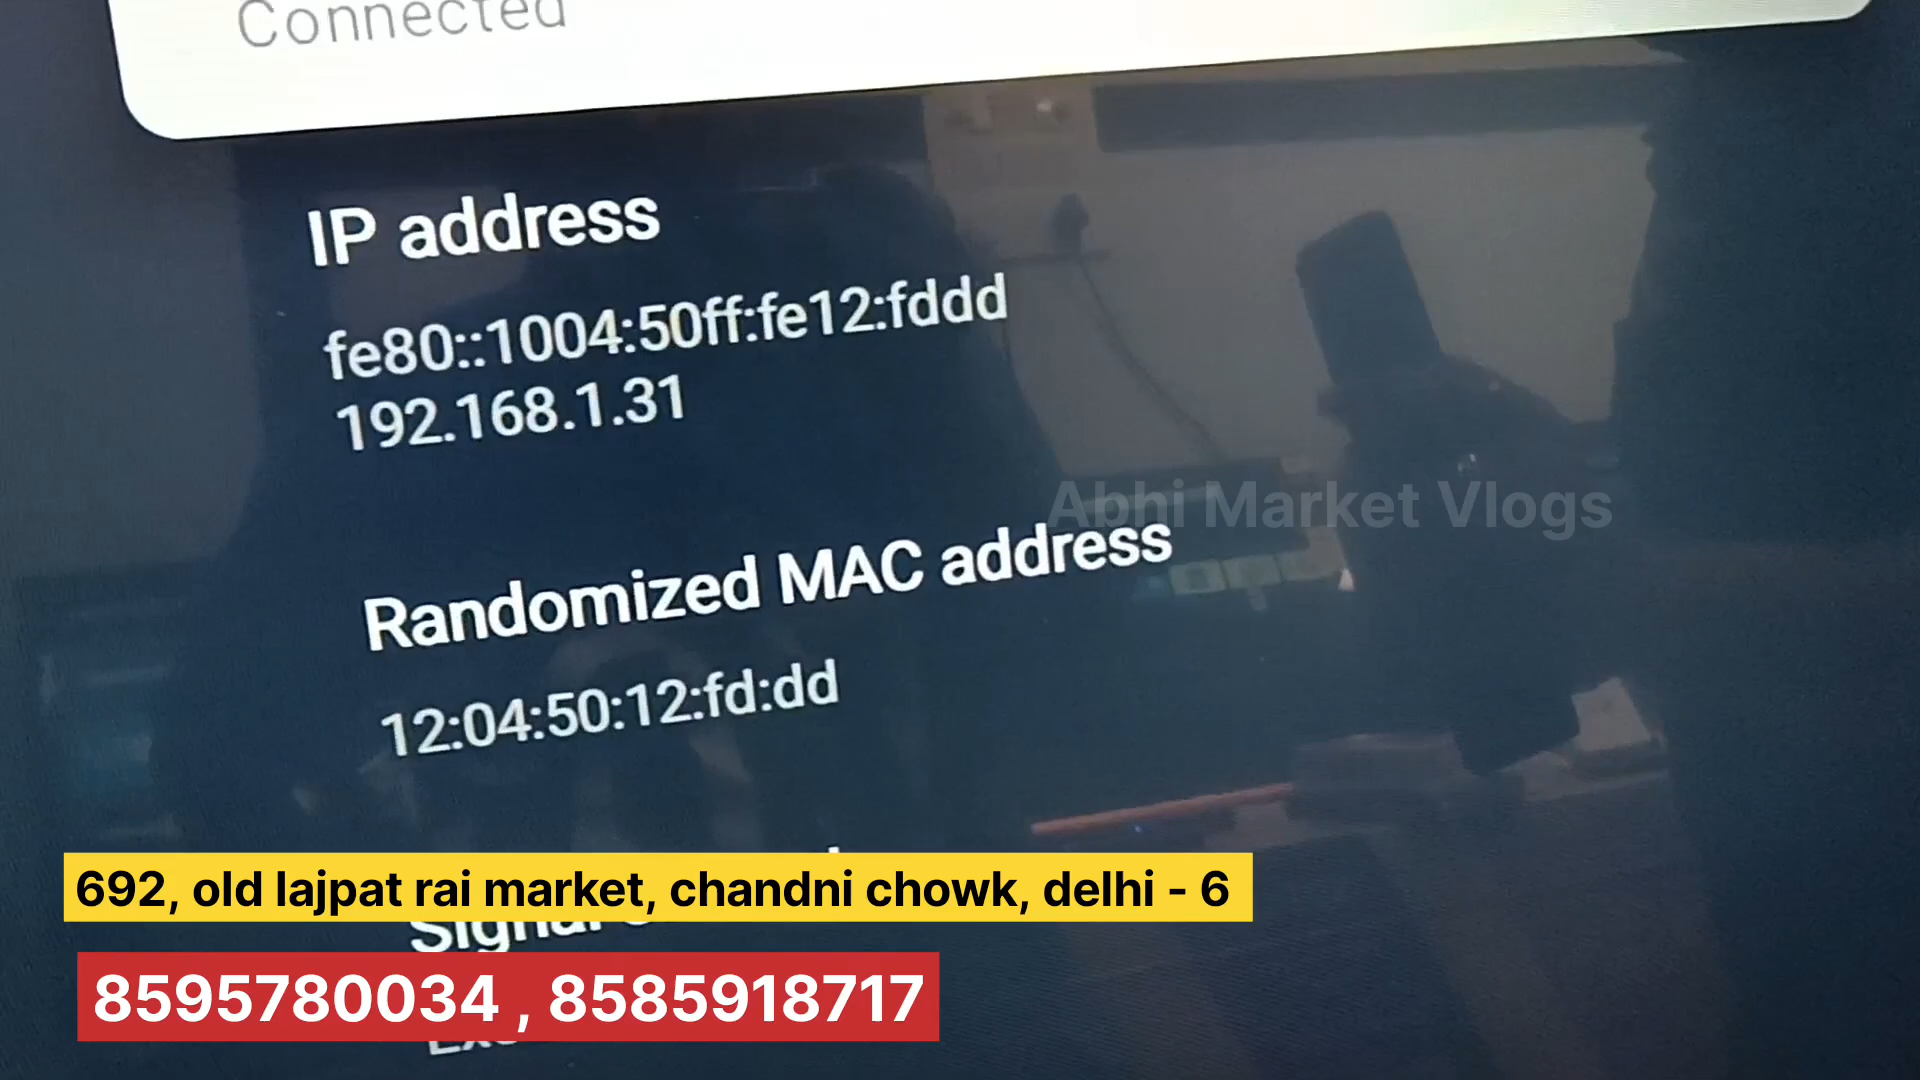 Connected
IP address
fe80::1004:50ff:fe12:fddd
192.168.1.31
Abhi Market Vlogs
Randomized MAC address
12:04:50:12:fd:dd
692, old lajpat rai market, chandni chowk, delhi - 6
Signal
8595780034 , 8585918717